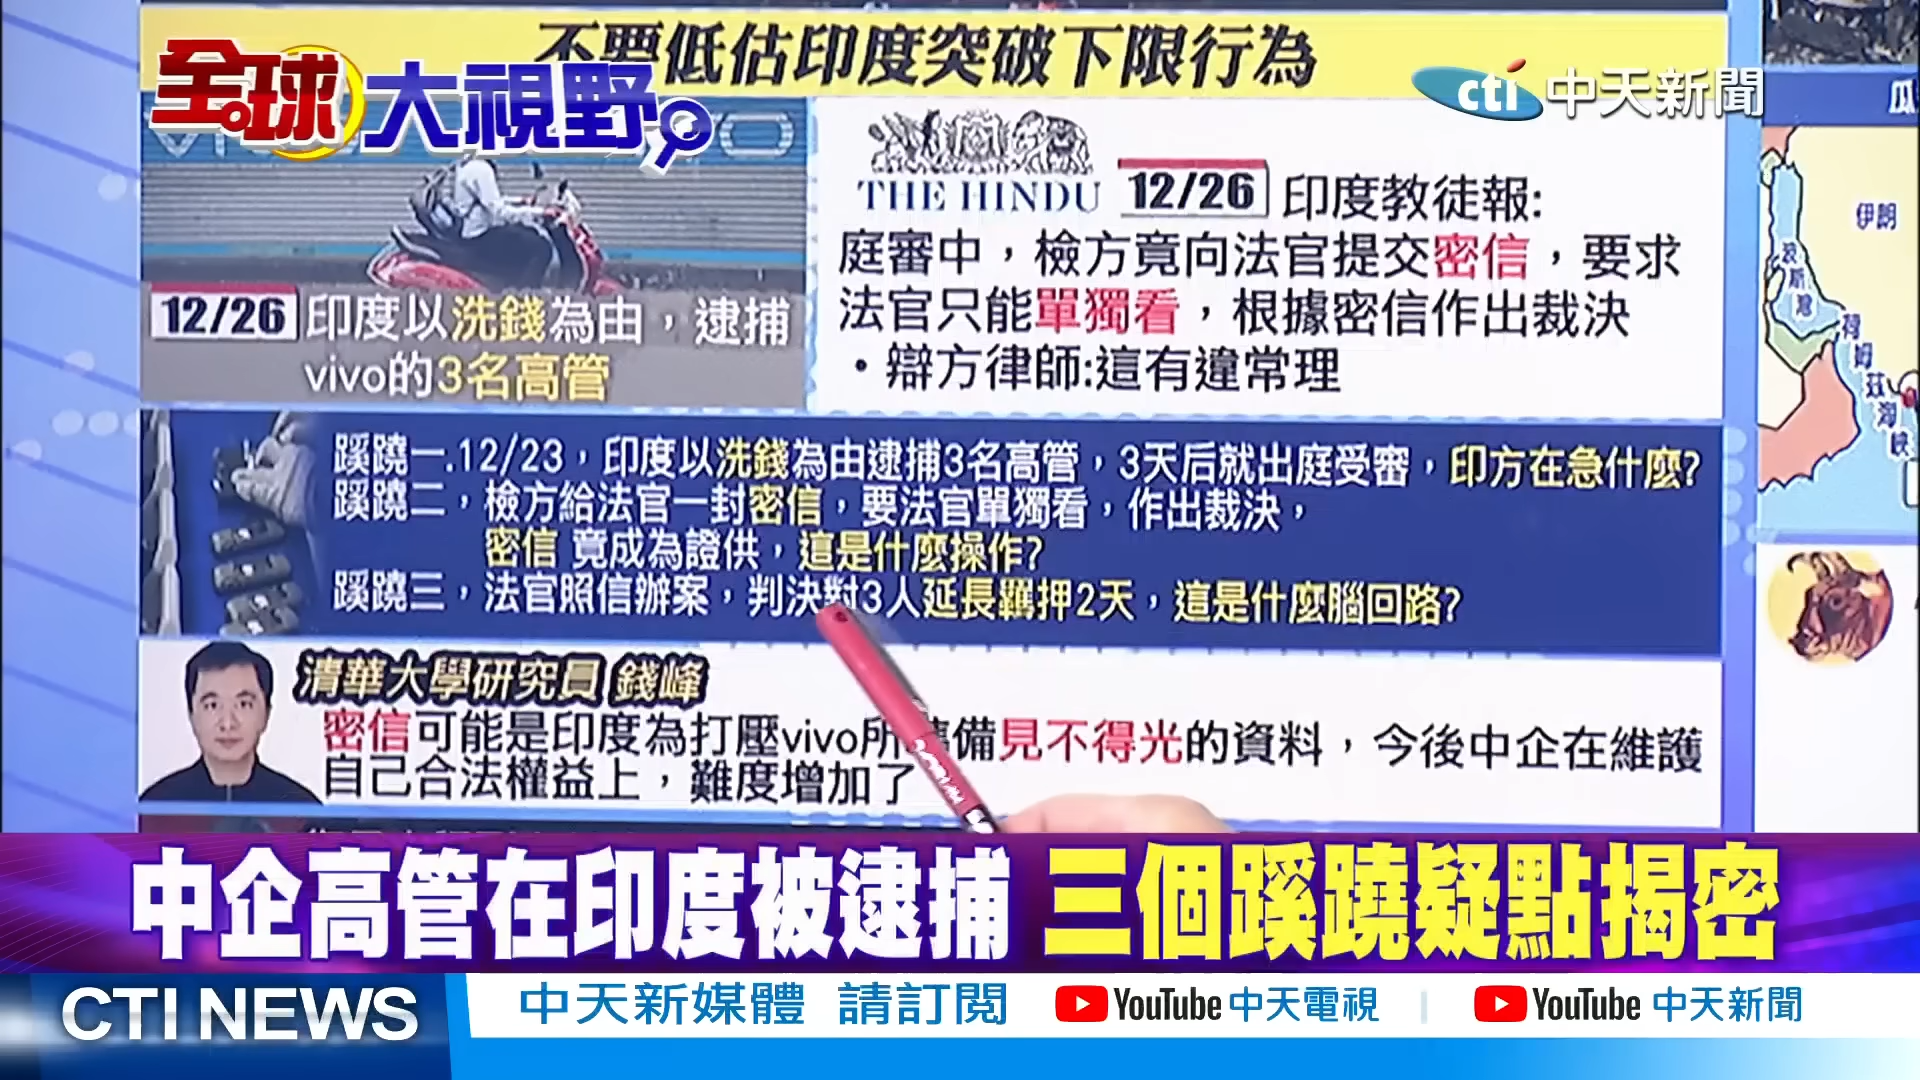 不要低估印度突破下限行為
全球大視野
cti 中天新聞
12/26 印度以洗錢為由，逮捕
vivo的3名高管
THE HINDU 12/26 印度教徒報:
庭審中，檢方竟向法官提交密信，要求
法官只能單獨看，根據密信作出裁決
・辯方律師:這有違常理
蹊蹺一.12/23，印度以洗錢為由逮捕3名高管，3天后就出庭受審，印方在急什麼?
蹊蹺二，檢方給法官一封密信，要法官單獨看，作出裁決，
密信 竟成為證供，這是什麼操作?
蹊蹺三，法官照信辦案，判決對3人延長羈押2天，這是什麼腦回路?
清華大學研究員 錢峰
密信可能是印度為打壓vivo所 備見不得光的資料，今後中企在維護
自己合法權益上，難度增加了
瓜
伊朗
波斯灣
荷姆茲海峽
中企高管在印度被逮捕 三個蹊蹺疑點揭密
CTI NEWS
中天新媒體 請訂閱 YouTube 中天電視 | YouTube 中天新聞